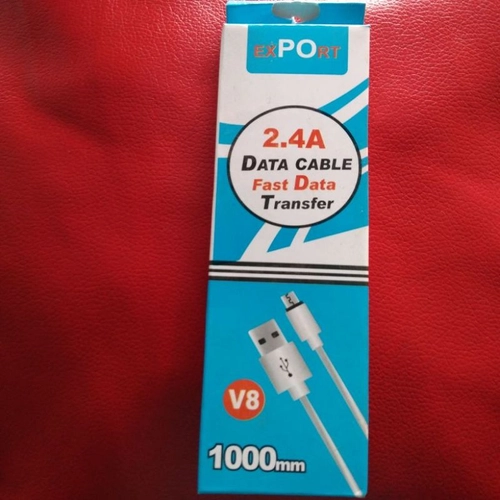 exPORT
2.4A
DATA CABLE
Fast Data
Transfer
V8
1000mm